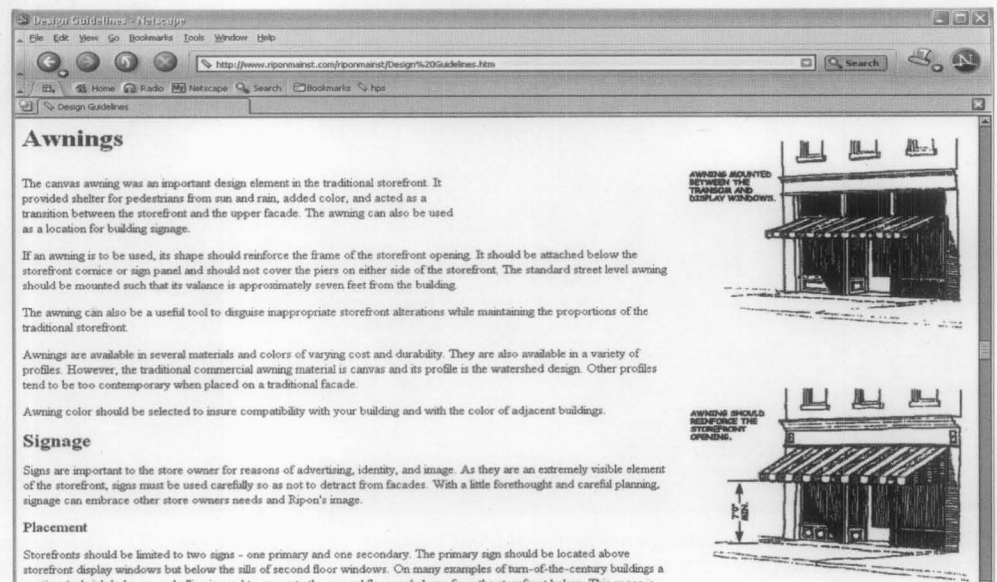 Design Guidelines - Netscape
File Edit View Go Bookmarks Tools Window Help
http://www.riponmainst.com/riponmainst/Design%20Guidelines.htm
Search
Home Radio My Netscape Search Bookmarks hps
Design Guidelines
Awnings
The canvas awning was an important design element in the traditional storefront. It
provided shelter for pedestrians from sun and rain, added color, and acted as a
transition between the storefront and the upper facade. The awning can also be used
as a location for building signage.
If an awning is to be used, its shape should reinforce the frame of the storefront opening. It should be attached below the
storefront cornice or sign panel and should not cover the piers on either side of the storefront. The standard street level awning
should be mounted such that its valance is approximately seven feet from the building.
The awning can also be a useful tool to disguise inappropriate storefront alterations while maintaining the proportions of the
traditional storefront.
Awnings are available in several materials and colors of varying cost and durability. They are also available in a variety of
profiles. However, the traditional commercial awning material is canvas and its profile is the watershed design. Other profiles
tend to be too contemporary when placed on a traditional facade.
Awning color should be selected to insure compatibility with your building and with the color of adjacent buildings.
Signage
Signs are important to the store owner for reasons of advertising, identity, and image. As they are an extremely visible element
of the storefront, signs must be used carefully so as not to detract from facades. With a little forethought and careful planning,
signage can embrace other store owners needs and Ripon's image.
Placement
Storefronts should be limited to two signs - one primary and one secondary. The primary sign should be located above
storefront display windows but below the sills of second floor windows. On many examples of turn-of-the-century buildings a
AWNING MOUNTED
BETWEEN THE
TRANSOM AND
DISPLAY WINDOWS.
AWNING SHOULD
REINFORCE THE
STOREFRONT
OPENING.
7'0"
MIN.